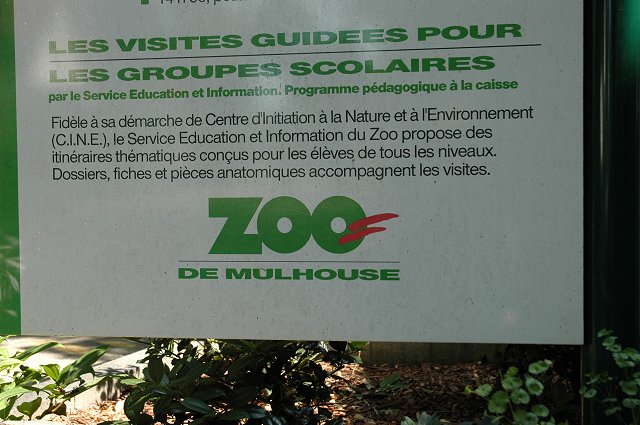 LES VISITES GUIDEES POUR
LES GROUPES SCOLAIRES
par le Service Education et Information. Programme pédagogique à la caisse
Fidèle à sa démarche de Centre d'Initiation à la Nature et à l'Environnement
(C.I.N.E.), le Service Education et Information du Zoo propose des
itinéraires thématiques conçus pour les élèves de tous les niveaux.
Dossiers, fiches et pièces anatomiques accompagnent les visites.
ZOO
DE MULHOUSE